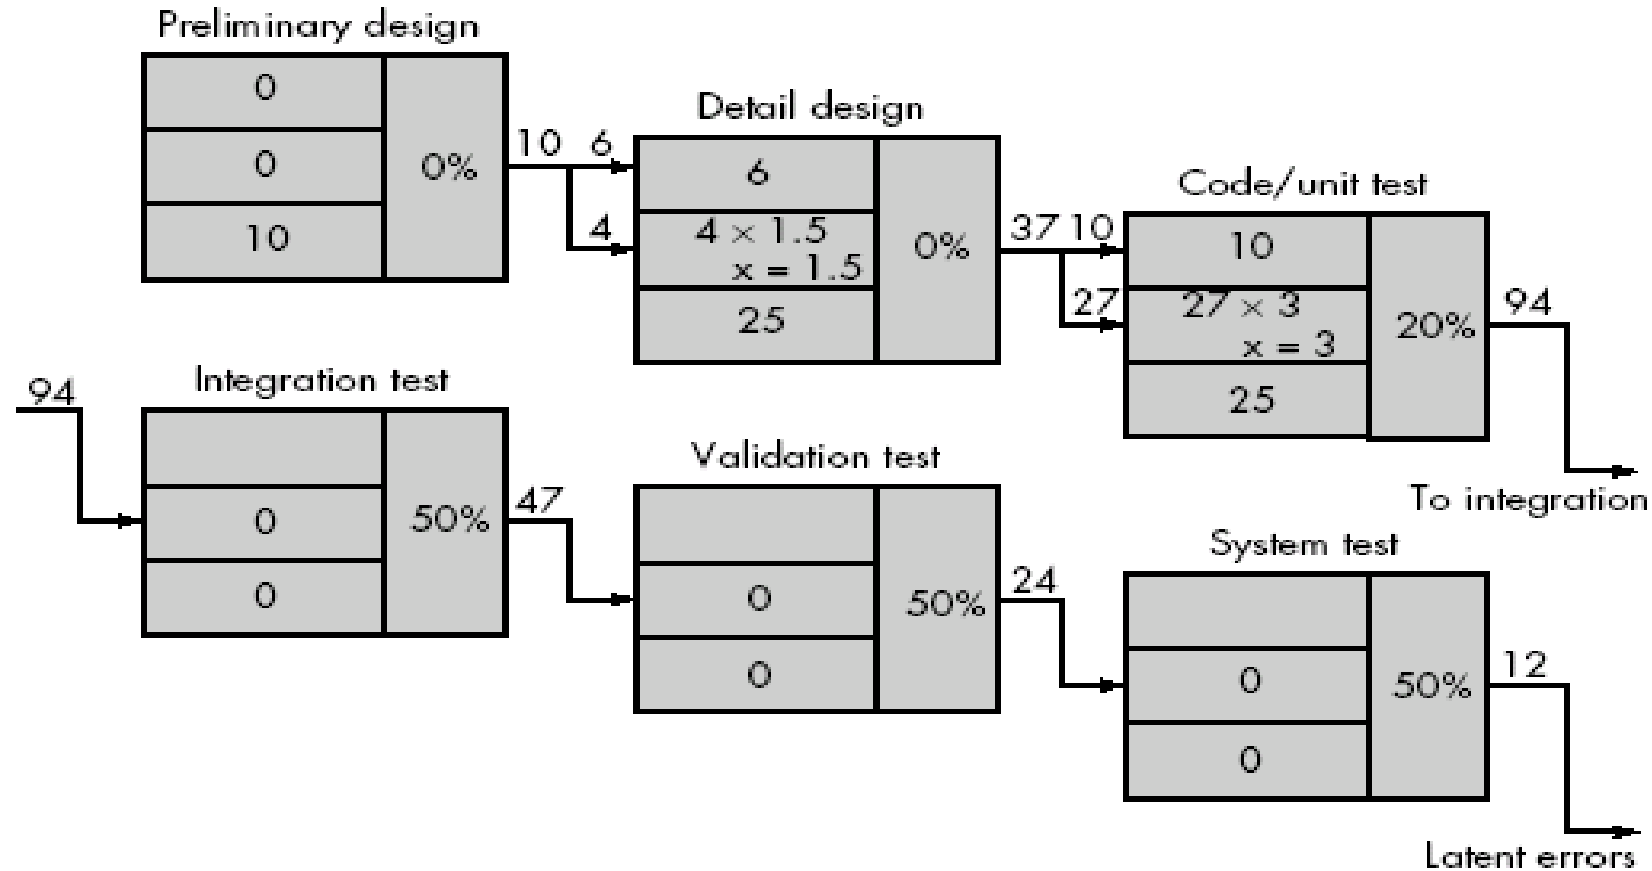 Preliminary design
0
0
10
0%
10
6
4
Detail design
6
4 × 1.5
x = 1.5
25
0%
37
10
27
Code/unit test
10
27 × 3
x = 3
25
20%
94
To integration
94
Integration test
0
0
50%
47
Validation test
0
0
50%
24
System test
0
0
50%
12
Latent errors